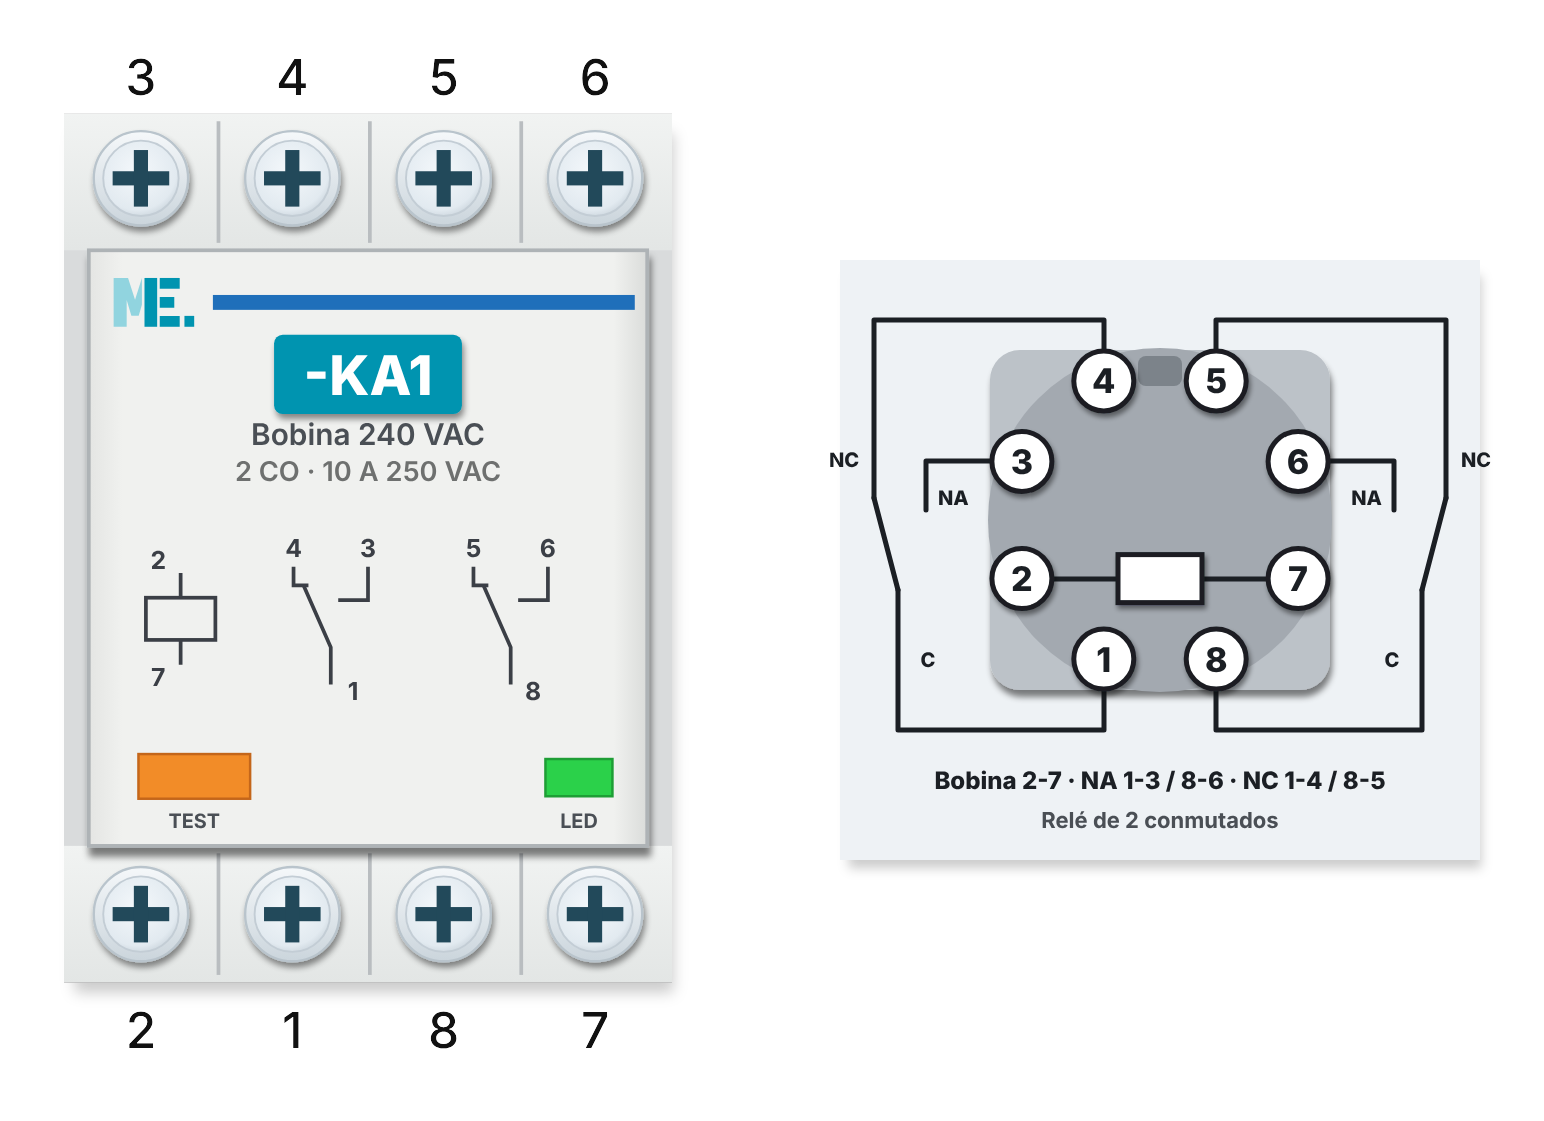 3 4 5 6
ME.
-KA1
Bobina 240 VAC
2 CO · 10 A 250 VAC
2 4 3 5 6
7 1 8
TEST LED
2 1 8 7
4 5
NC 3 6 NC
NA NA
2 7
1 8
C C
Bobina 2-7 · NA 1-3 / 8-6 · NC 1-4 / 8-5
Relé de 2 conmutados